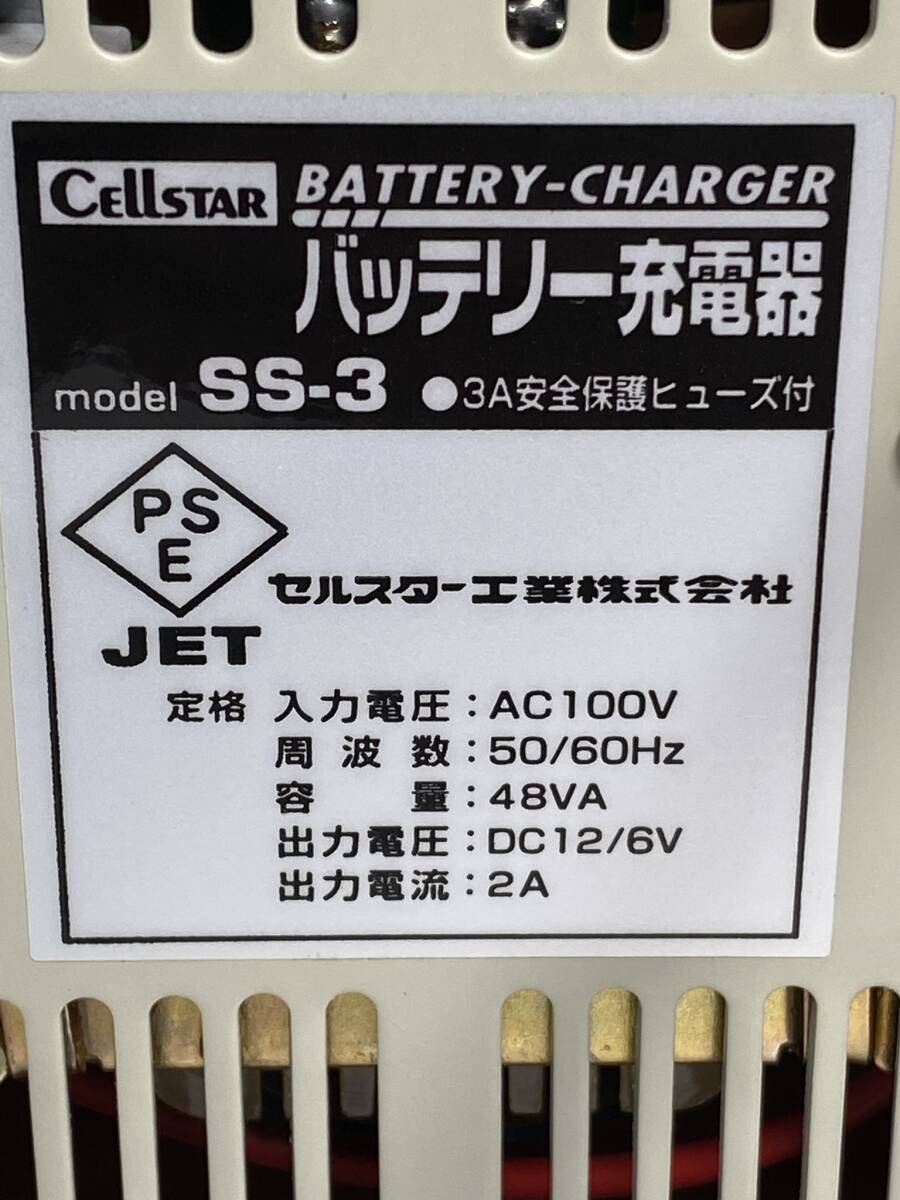 CELLSTAR BATTERY-CHARGER
バッテリー充電器
model SS-3 ●3A安全保護ヒューズ付
PS
E
JET
セルスター工業株式会社
定格 入力電圧:AC100V
周波数:50/60Hz
容量:48VA
出力電圧:DC12/6V
出力電流:2A